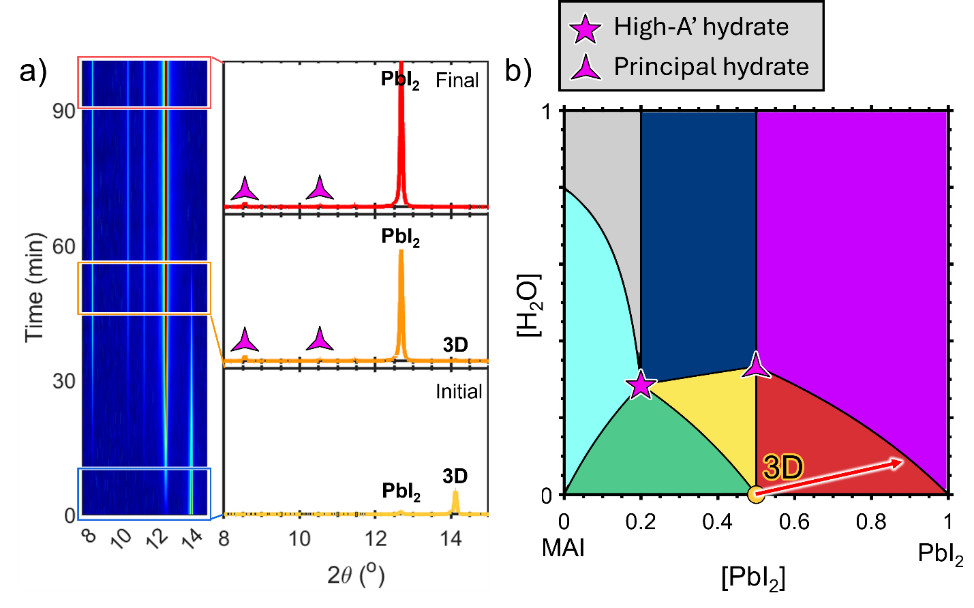 High-A’ hydrate
Principal hydrate
a)
b)
90
60
30
0
Time (min)
8
10
12
14
PbI2
Final
PbI2
3D
Initial
PbI2
3D
8
10
12
14
2θ (o)
1
0
[H2O]
3D
0
0.2
0.4
0.6
0.8
1
MAI
PbI2
[PbI2]